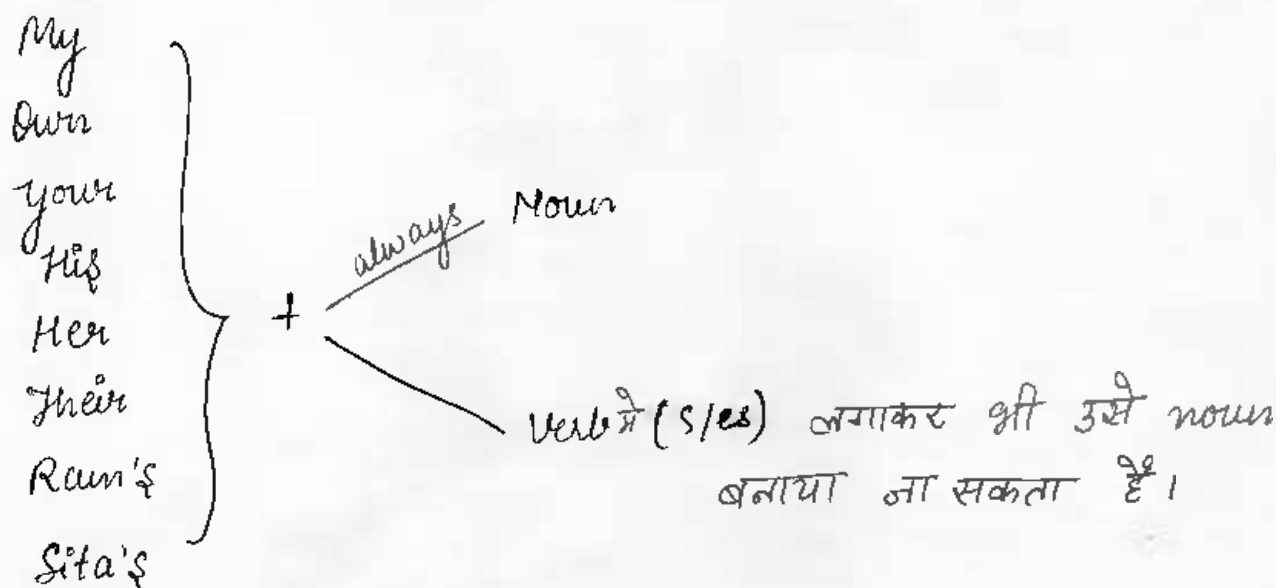 My
Own
your
His
Her
Their
Ram's
Sita's
+
always
Noun
Verb मे (s/es) लगाकर भी उसे noun
बनाया जा सकता है।